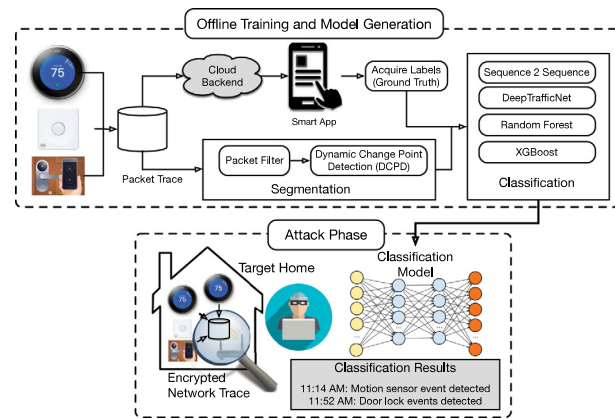 Offline Training and Model Generation
75
Cloud
Backend
Smart App
Acquire Labels
(Ground Truth)
Sequence 2 Sequence
DeepTrafficNet
Random Forest
XGBoost
Classification
Packet Trace
Packet Filter
Dynamic Change Point
Detection (DCPD)
Segmentation
Attack Phase
Target Home
75
75
Encrypted
Network Trace
Classification
Model
Classification Results
11:14 AM: Motion sensor event detected
11:52 AM: Door lock events detected